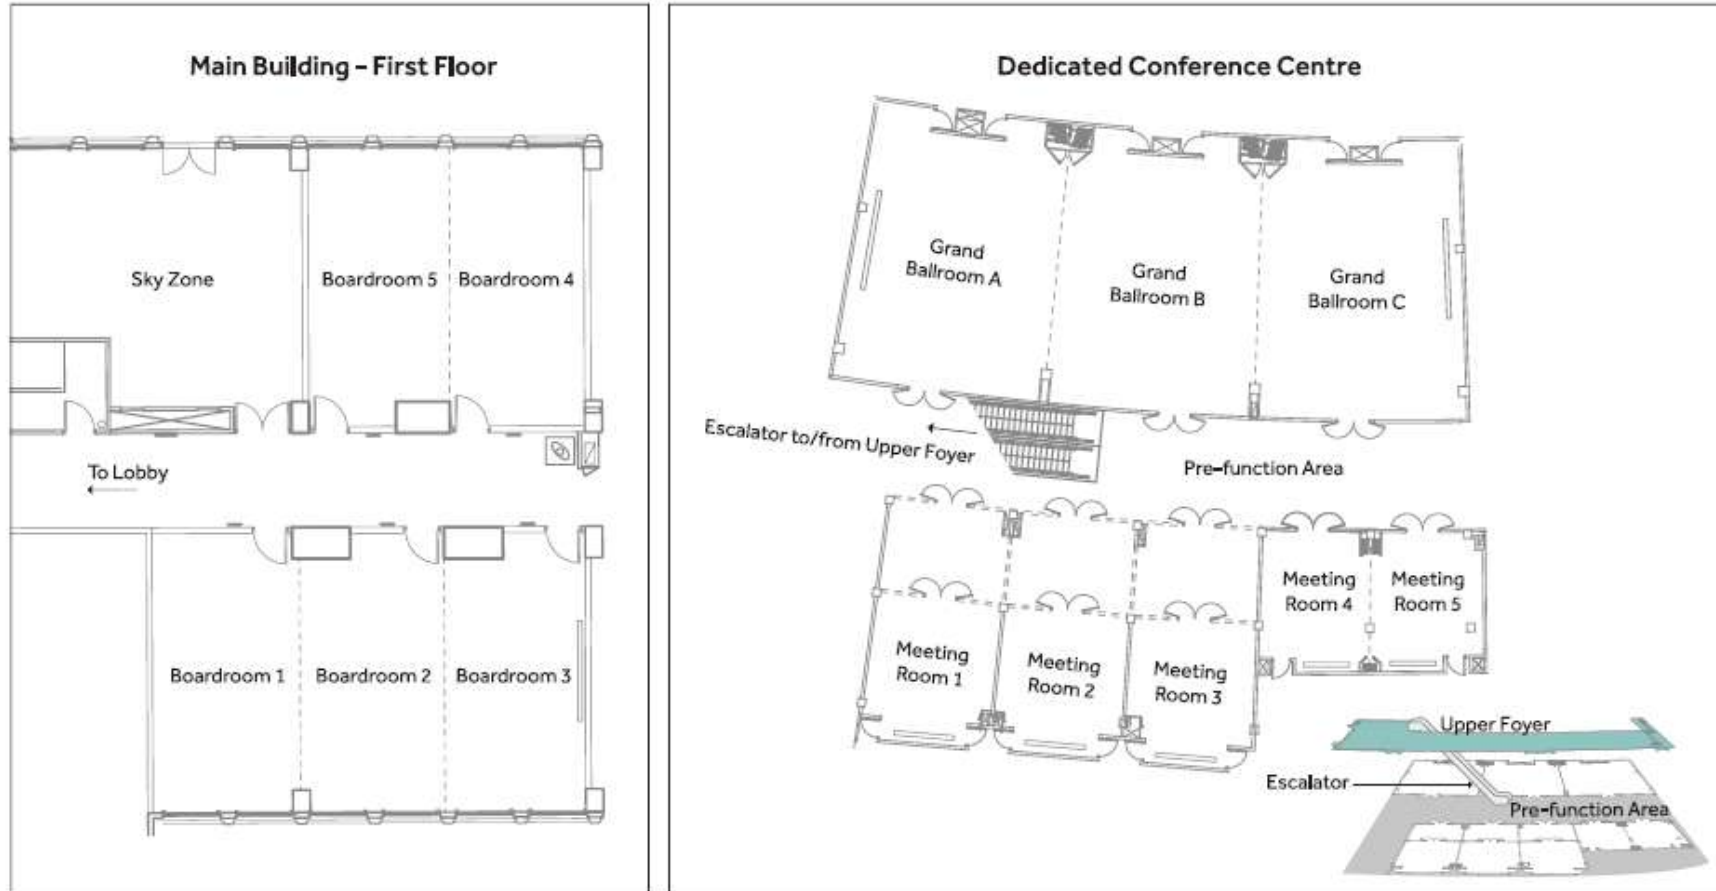 Main Building – First Floor
Sky Zone
Boardroom 5
Boardroom 4
To Lobby
Boardroom 1
Boardroom 2
Boardroom 3
Dedicated Conference Centre
Grand
Ballroom A
Grand
Ballroom B
Grand
Ballroom C
Escalator to/from Upper Foyer
Pre-function Area
Meeting
Room 1
Meeting
Room 2
Meeting
Room 3
Meeting
Room 4
Meeting
Room 5
Upper Foyer
Escalator
Pre-function Area